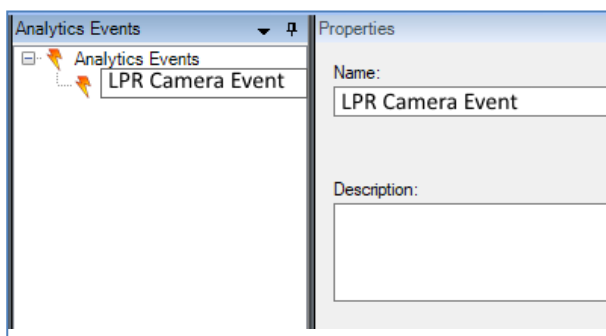 Analytics Events
Analytics Events
LPR Camera Event
Properties
Name:
LPR Camera Event
Description: